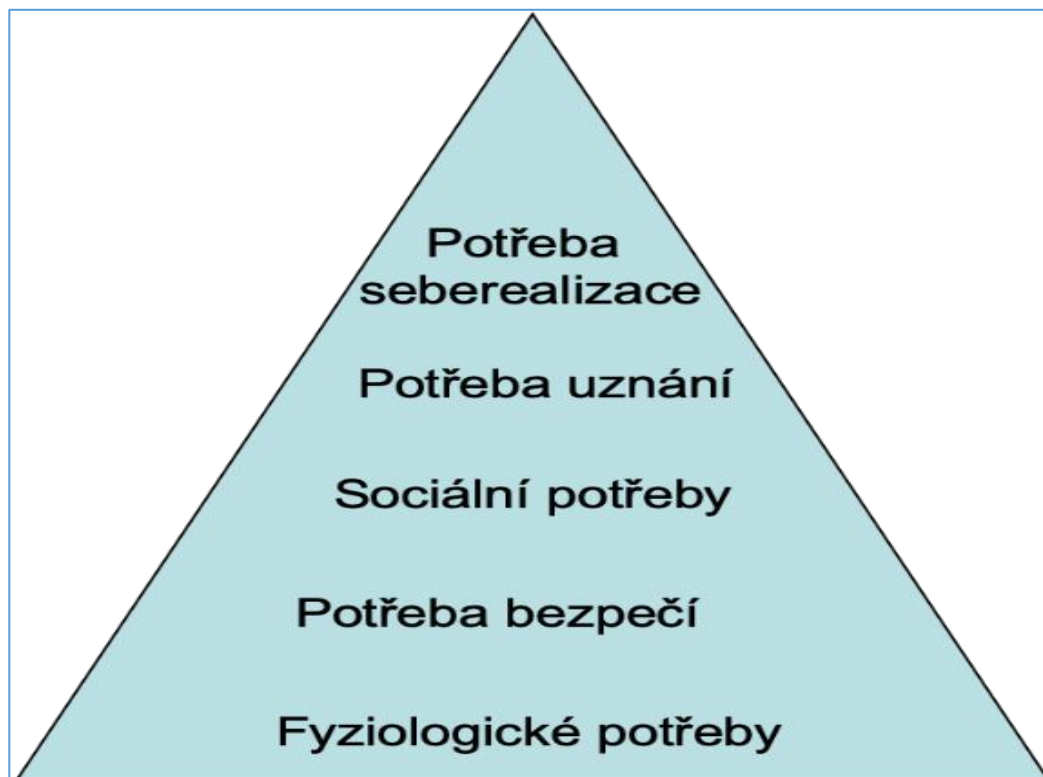 Potřeba
seberealizace
Potřeba uznání
Sociální potřeby
Potřeba bezpečí
Fyziologické potřeby